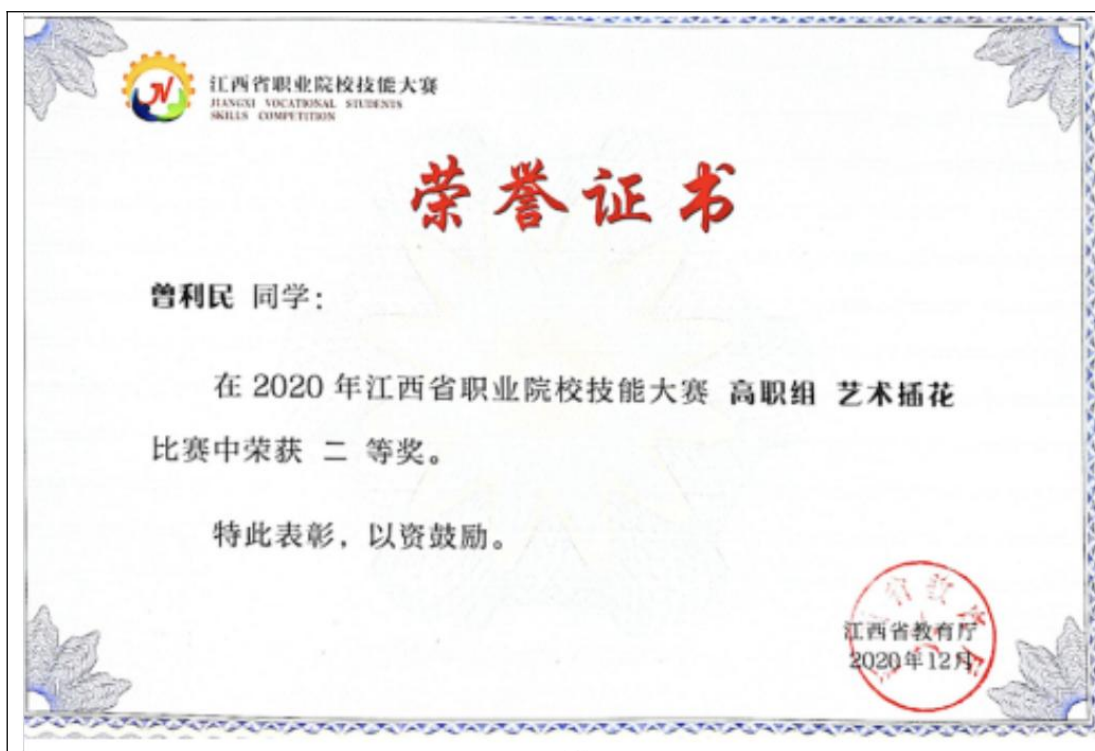 江西省职业院校技能大赛
JIANGXI VOCATIONAL STUDENTS
SKILLS COMPETITION
荣誉证书
曾利民 同学：
在 2020 年江西省职业院校技能大赛 高职组 艺术插花
比赛中荣获 二 等奖。
特此表彰，以资鼓励。
江西省教育厅
2020年12月